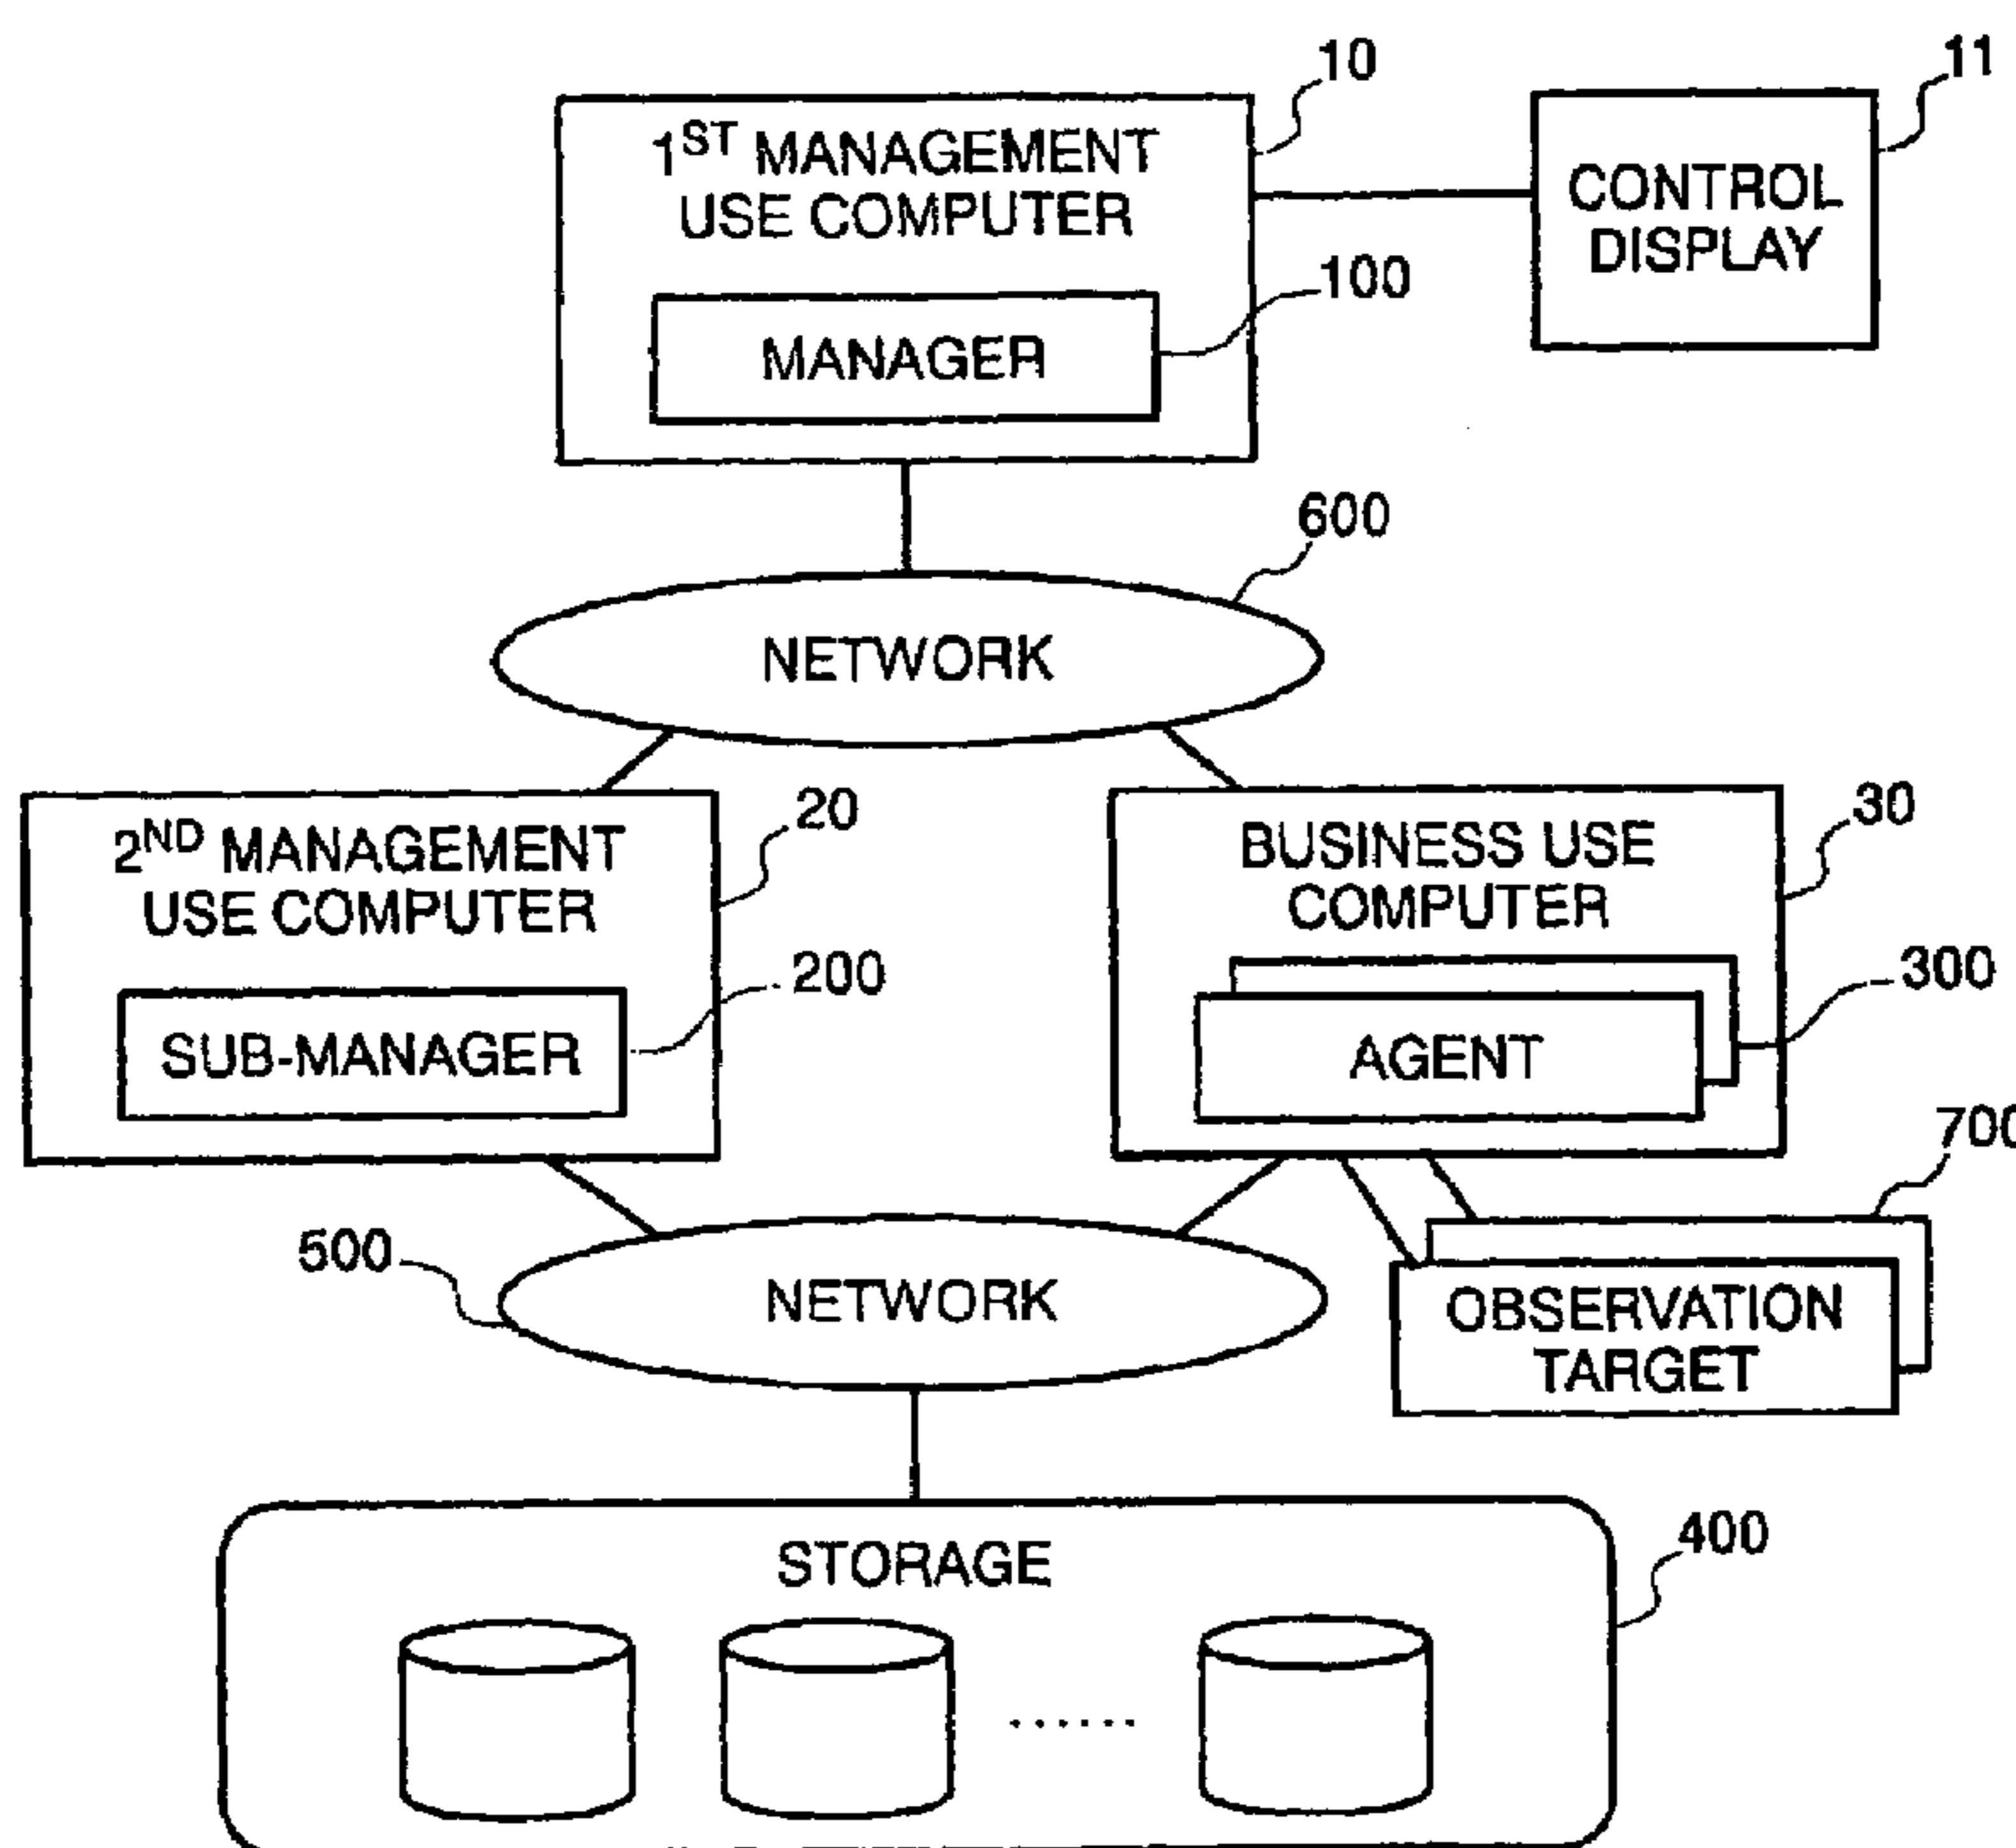 10
11
1ST MANAGEMENT
USE COMPUTER
CONTROL
DISPLAY
100
MANAGER
600
NETWORK
20
30
2ND MANAGEMENT
USE COMPUTER
BUSINESS USE
COMPUTER
200
300
SUB-MANAGER
AGENT
700
500
NETWORK
OBSERVATION
TARGET
400
STORAGE
......